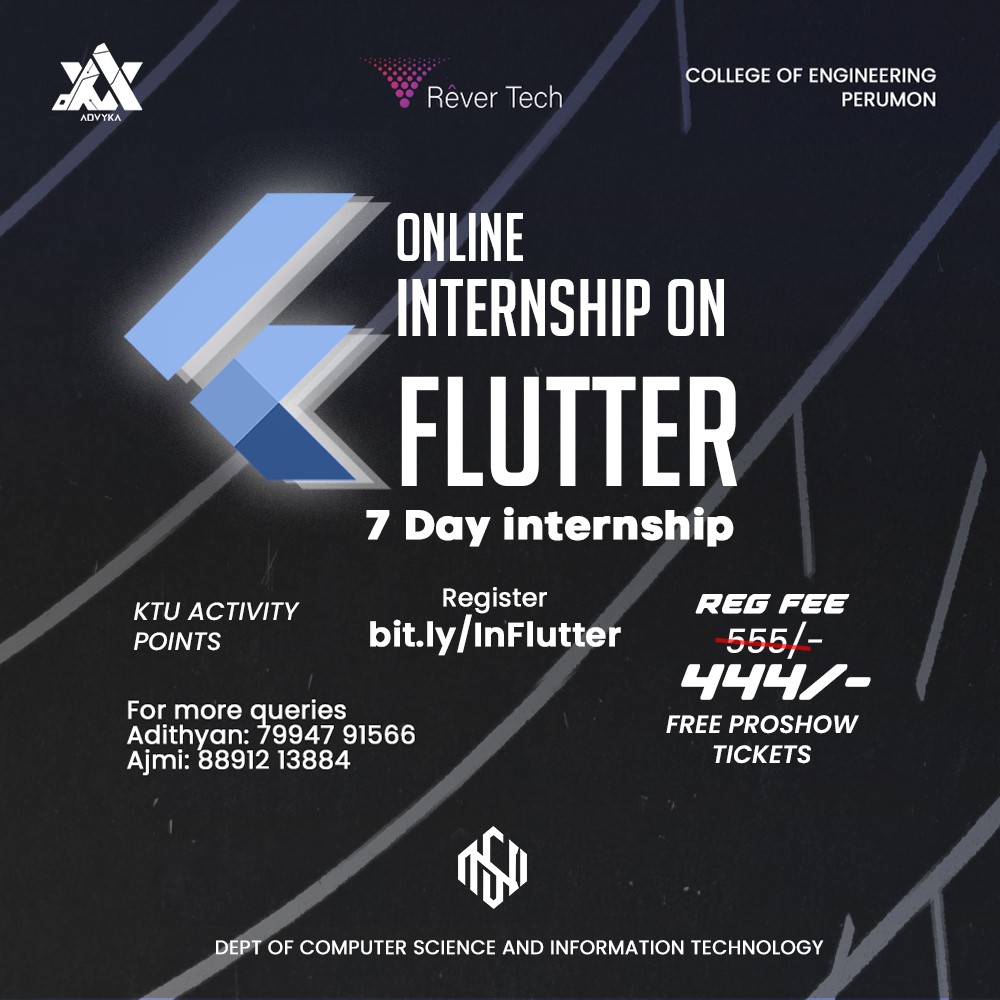 ADVYKA
Rêver Tech
COLLEGE OF ENGINEERING
PERUMON
ONLINE
INTERNSHIP ON
FLUTTER
7 Day internship
KTU ACTIVITY
POINTS
Register
bit.ly/InFlutter
REG FEE
555/-
444/-
FREE PROSHOW
TICKETS
For more queries
Adithyan: 79947 91566
Ajmi: 88912 13884
DEPT OF COMPUTER SCIENCE AND INFORMATION TECHNOLOGY